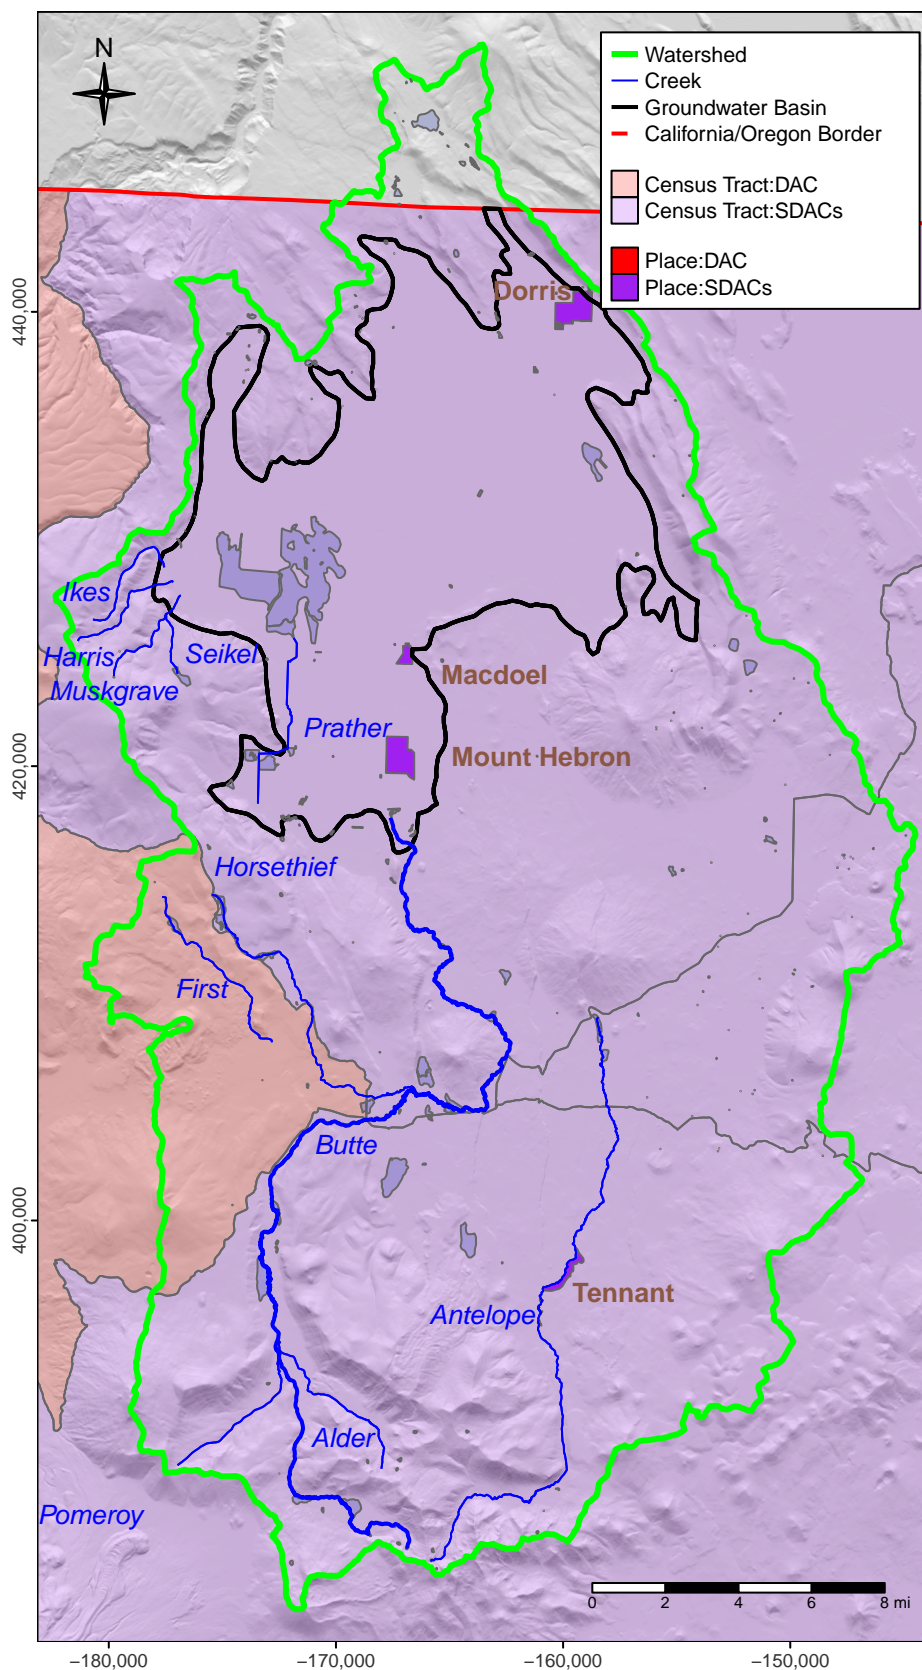 N
Watershed
Creek
Groundwater Basin
California/Oregon Border
Census Tract:DAC
Census Tract:SDACs
Place:DAC
Place:SDACs
Dorris
440,000
Ikes
Harris
Seikel
Muskgrave
Macdoel
Prather
Mount Hebron
420,000
Horsethief
First
Butte
400,000
Tennant
Antelope
Alder
Pomeroy
0 2 4 6 8 mi
−180,000 −170,000 −160,000 −150,000